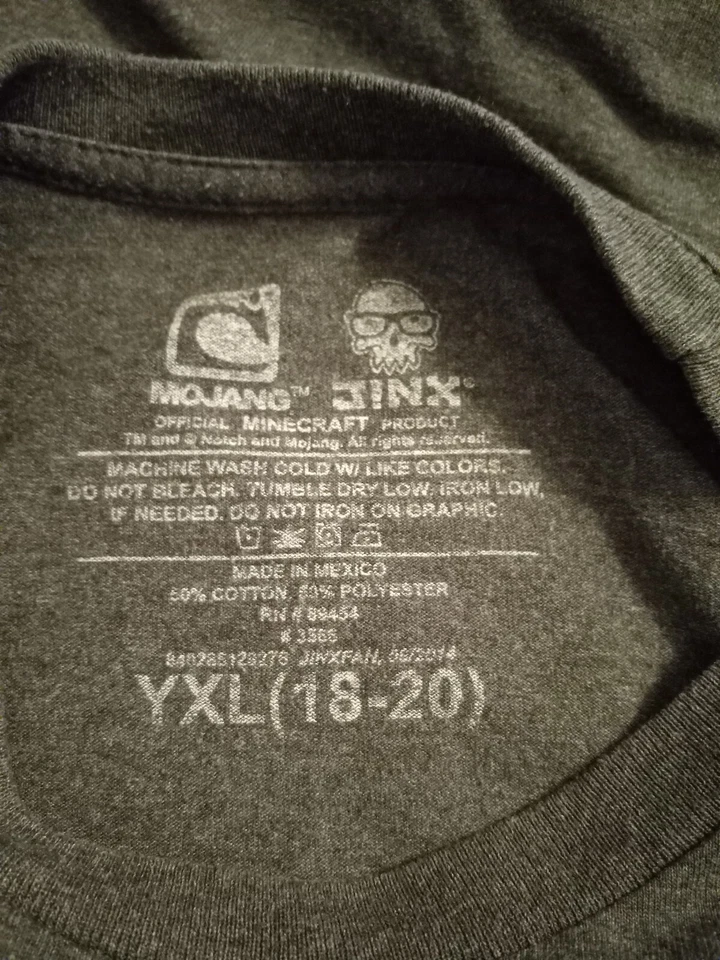 MOJANG™ JINX®
OFFICIAL MINECRAFT PRODUCT
TM and © Notch and Mojang. All rights reserved.
MACHINE WASH COLD W/ LIKE COLORS.
DO NOT BLEACH. TUMBLE DRY LOW. IRON LOW,
IF NEEDED. DO NOT IRON ON GRAPHIC.
MADE IN MEXICO
50% COTTON, 50% POLYESTER
RN # 89454
JINXFAN, 06/2014
YXL(18-20)